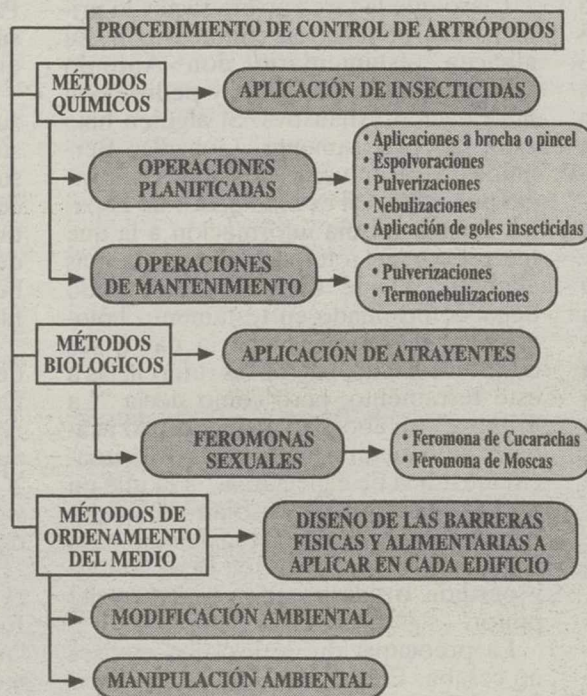 PROCEDIMIENTO DE CONTROL DE ARTRÓPODOS
MÉTODOS
QUÍMICOS
APLICACIÓN DE INSECTICIDAS
OPERACIONES
PLANIFICADAS
• Aplicaciones a brocha o pincel
• Espolvoraciones
• Pulverizaciones
• Nebulizaciones
• Aplicación de goles insecticidas
OPERACIONES
DE MANTENIMIENTO
• Pulverizaciones
• Termonebulizaciones
MÉTODOS
BIOLOGICOS
APLICACIÓN DE ATRAYENTES
FEROMONAS
SEXUALES
• Feromona de Cucarachas
• Feromona de Moscas
MÉTODOS DE
ORDENAMIENTO
DEL MEDIO
DISEÑO DE LAS BARRERAS
FISICAS Y ALIMENTARIAS A
APLICAR EN CADA EDIFICIO
MODIFICACIÓN AMBIENTAL
MANIPULACIÓN AMBIENTAL